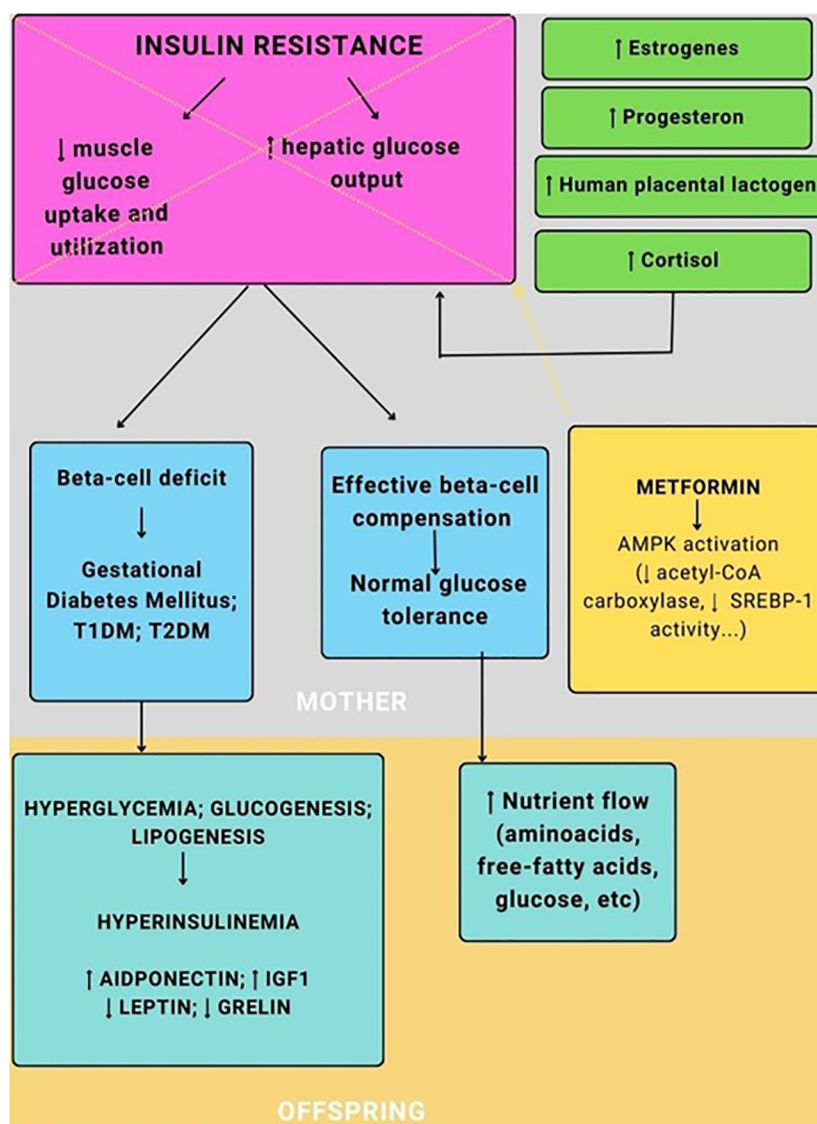 INSULIN RESISTANCE
↓ muscle
glucose
uptake and
utilization
↑ hepatic glucose
output
↑ Estrogenes
↑ Progesteron
↑ Human placental lactogen
↑ Cortisol
Beta-cell deficit
Gestational
Diabetes Mellitus;
T1DM; T2DM
Effective beta-cell
compensation
Normal glucose
tolerance
METFORMIN
AMPK activation
(↓ acetyl-CoA
carboxylase, ↓ SREBP-1
activity...)
MOTHER
HYPERGLYCEMIA; GLUCOGENESIS;
LIPOGENESIS
HYPERINSULINEMIA
↑ AIDPONECTIN; ↑ IGF1
↓ LEPTIN; ↓ GRELIN
↑ Nutrient flow
(aminoacids,
free-fatty acids,
glucose, etc)
OFFSPRING